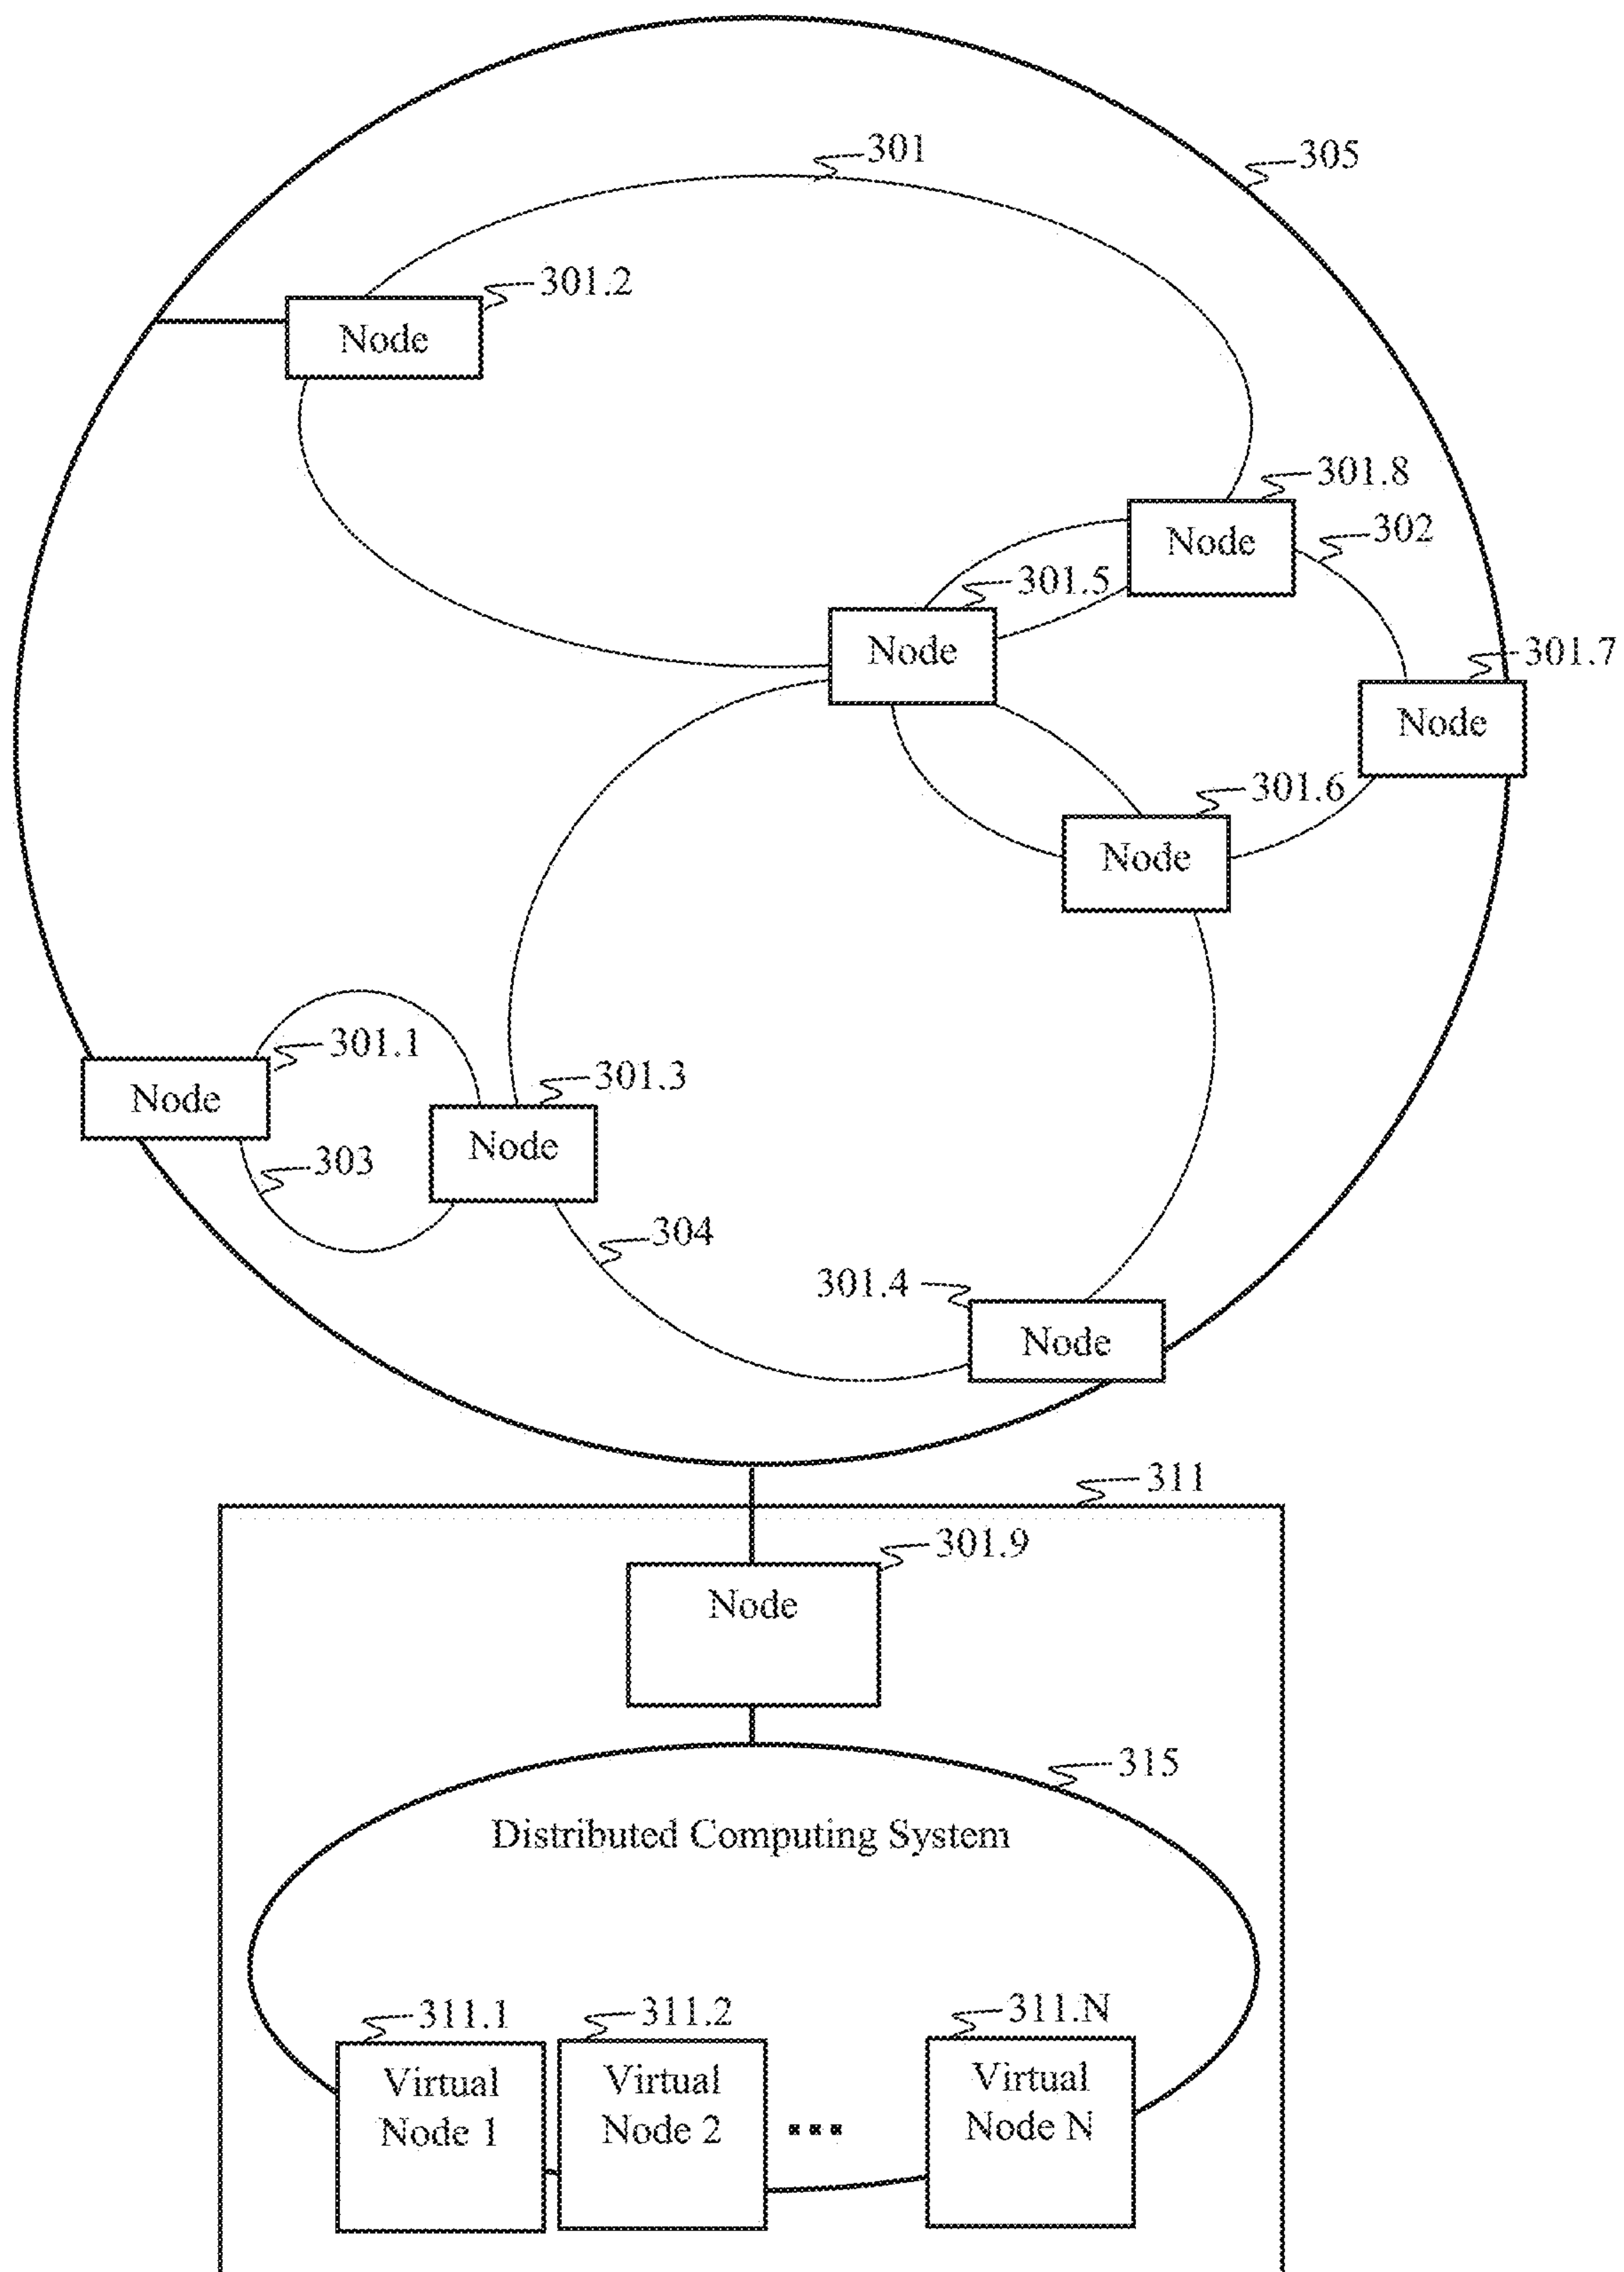 301
305
301.2
Node
301.8
302
Node
301.5
Node
301.7
Node
301.6
Node
301.1
Node
301.3
Node
303
304
301.4
Node
311
301.9
Node
315
Distributed Computing System
311.1
311.2
311.N
Virtual
Node 1
Virtual
Node 2
...
Virtual
Node N